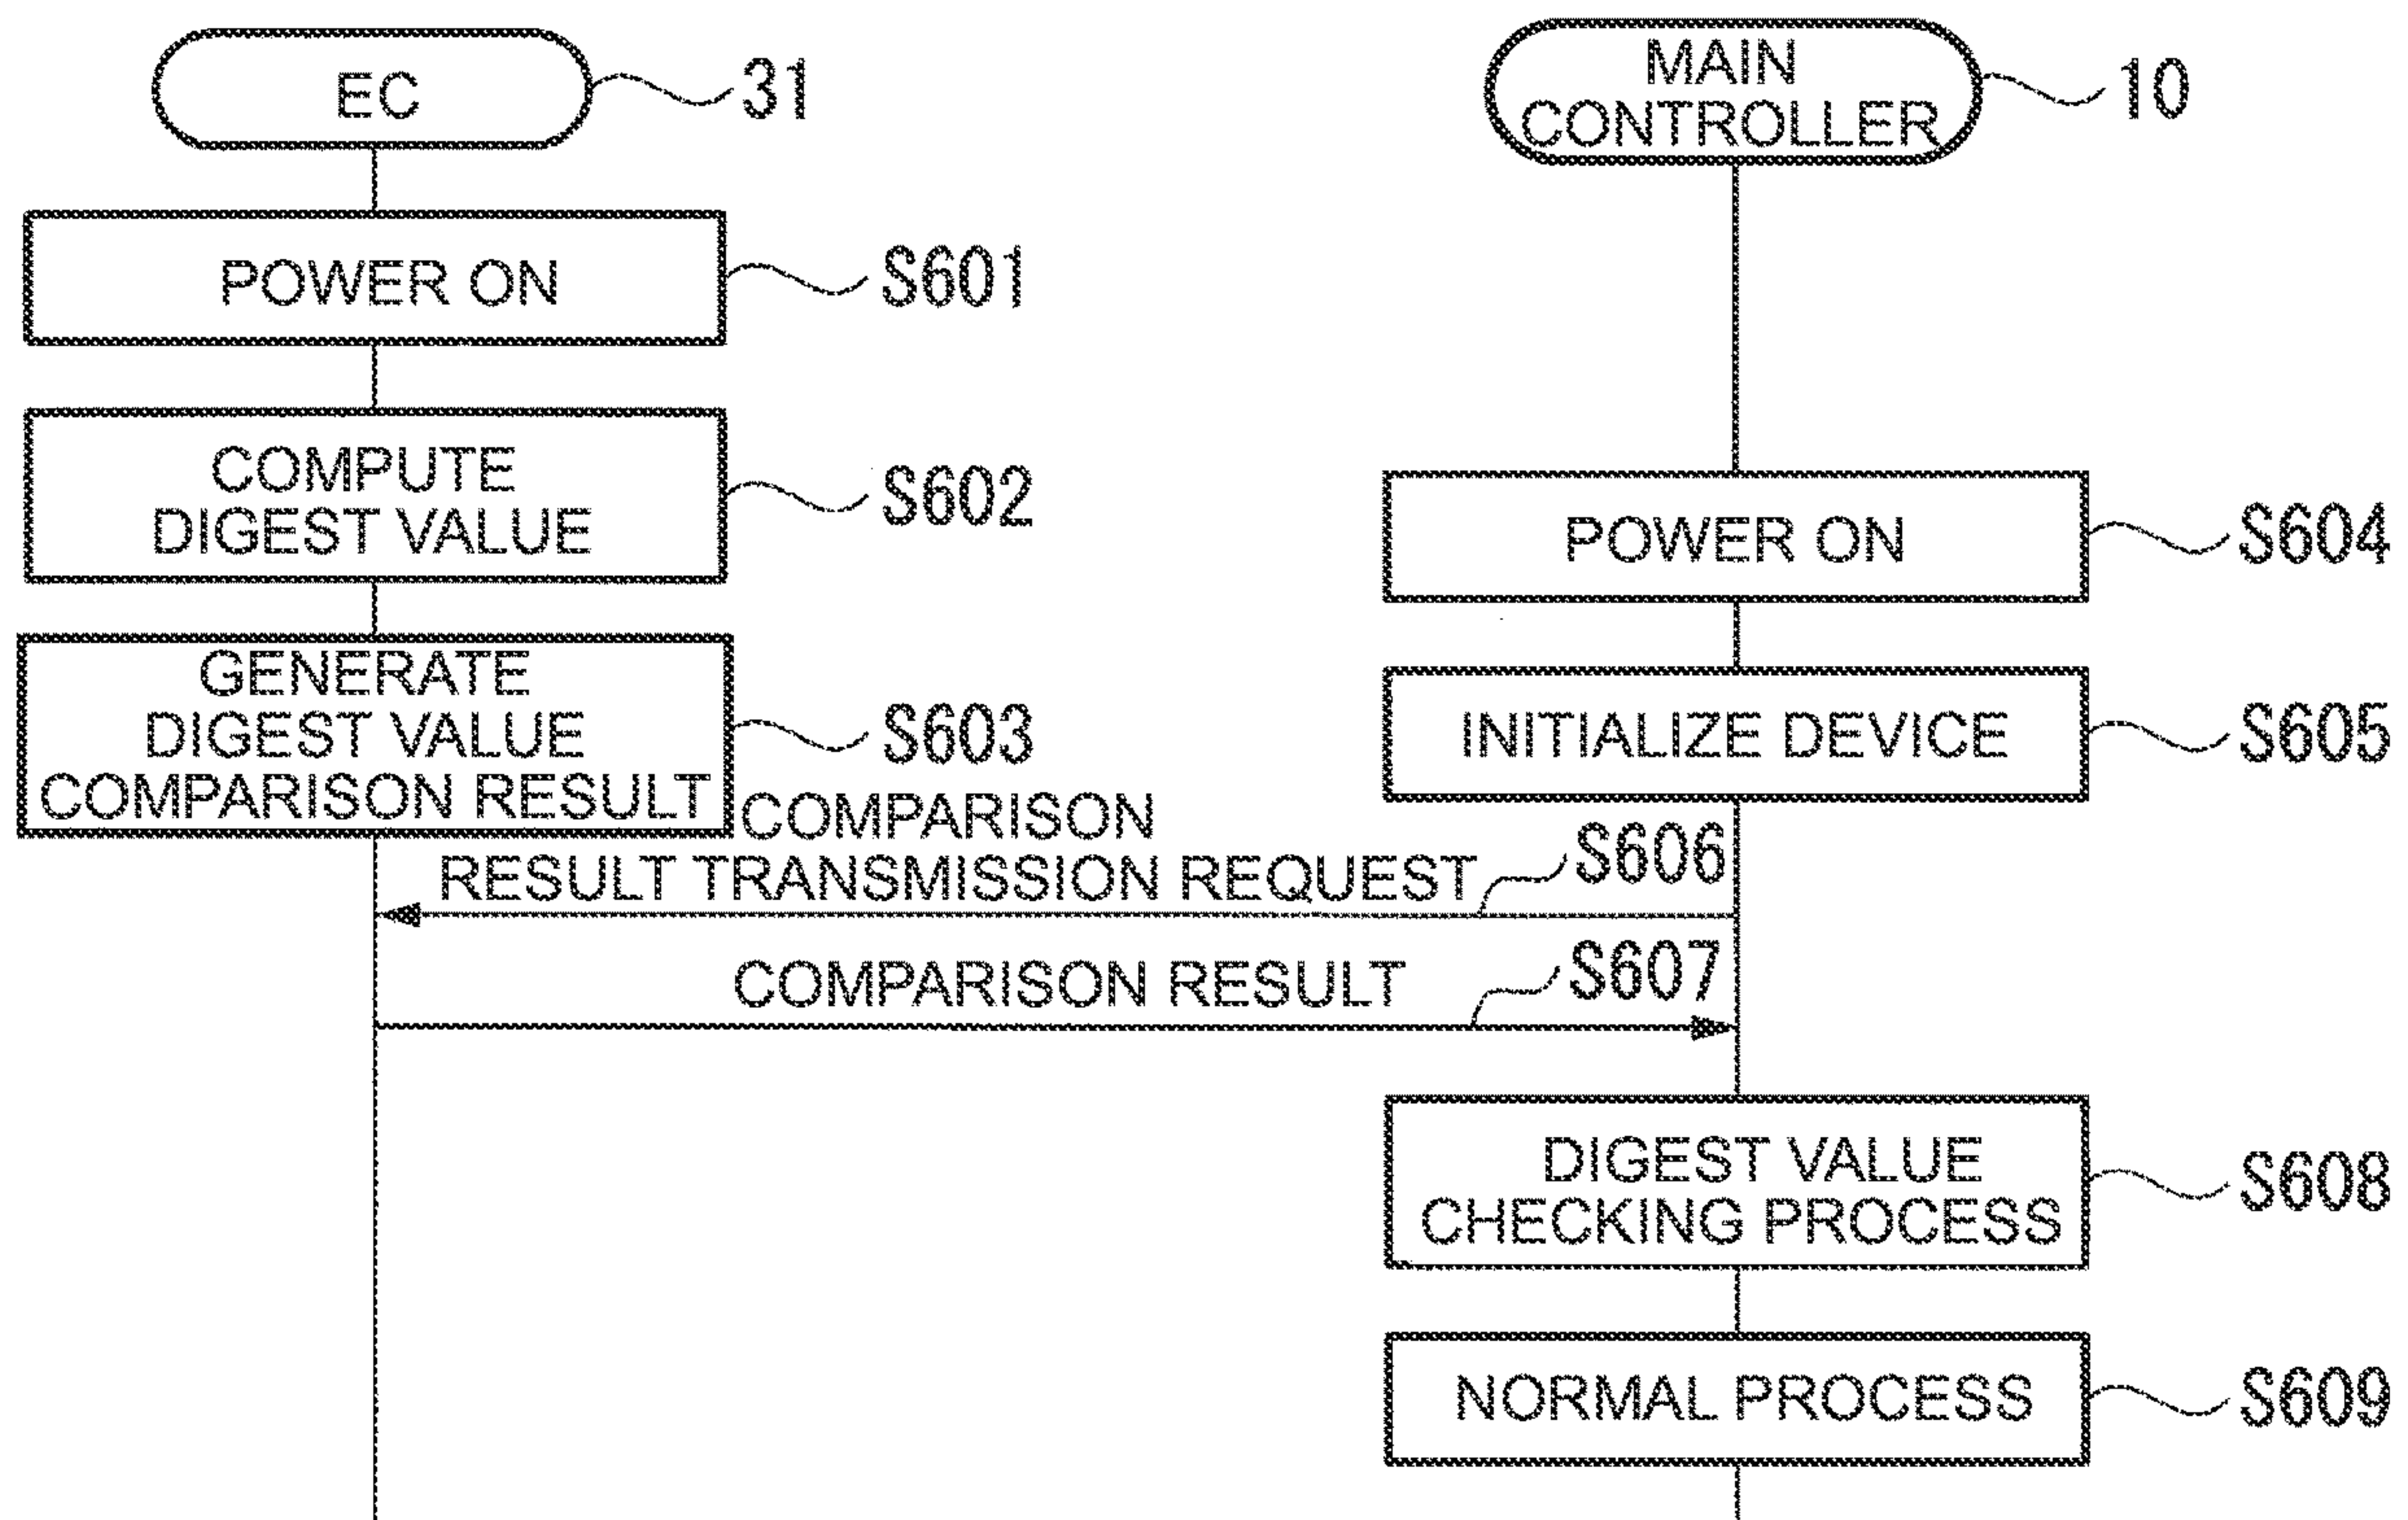 EC
31
MAIN
CONTROLLER
10
POWER ON
S601
COMPUTE
DIGEST VALUE
S602
POWER ON
S604
GENERATE
DIGEST VALUE
COMPARISON RESULT
S603
INITIALIZE DEVICE
S605
COMPARISON
RESULT TRANSMISSION REQUEST
S606
COMPARISON RESULT
S607
DIGEST VALUE
CHECKING PROCESS
S608
NORMAL PROCESS
S609